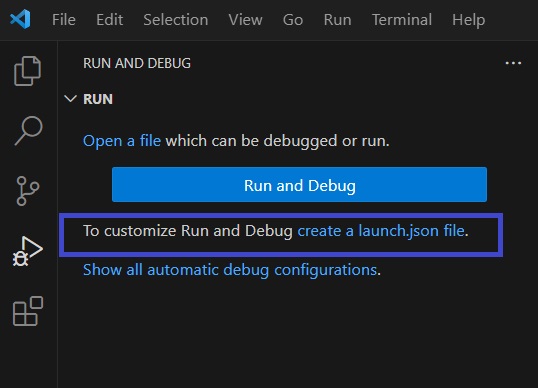 File Edit Selection View Go Run Terminal Help
RUN AND DEBUG
RUN
Open a file which can be debugged or run.
Run and Debug
To customize Run and Debug create a launch.json file.
Show all automatic debug configurations.